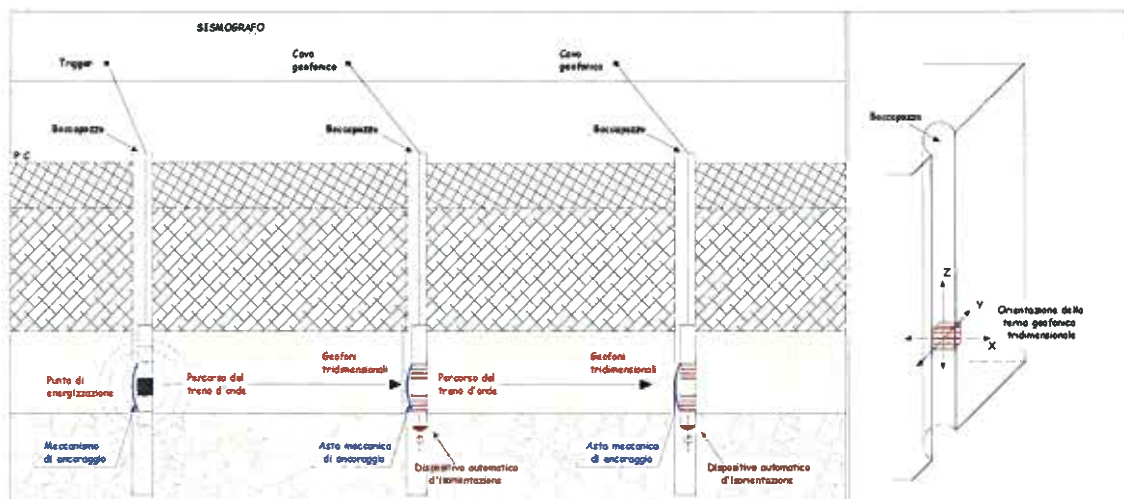 SISMOGRAFO
Trigger
Cavo
geofonico
Cavo
geofonico
Boccapozzo
Boccapozzo
Boccapozzo
P C
Punto di
energizzazione
Percorso del
treno d'onde
Geofoni
tridimensionali
Percorso del
treno d'onde
Geofoni
tridimensionali
Meccanismo
di ancoraggio
Asta meccanica
di ancoraggio
Dispositivo automatico
Asta meccanica
di ancoraggio
Dispositivo automatico
Boccapozzo
Z
Y
X
Orientazione della
terna geofonica
tridimensionale